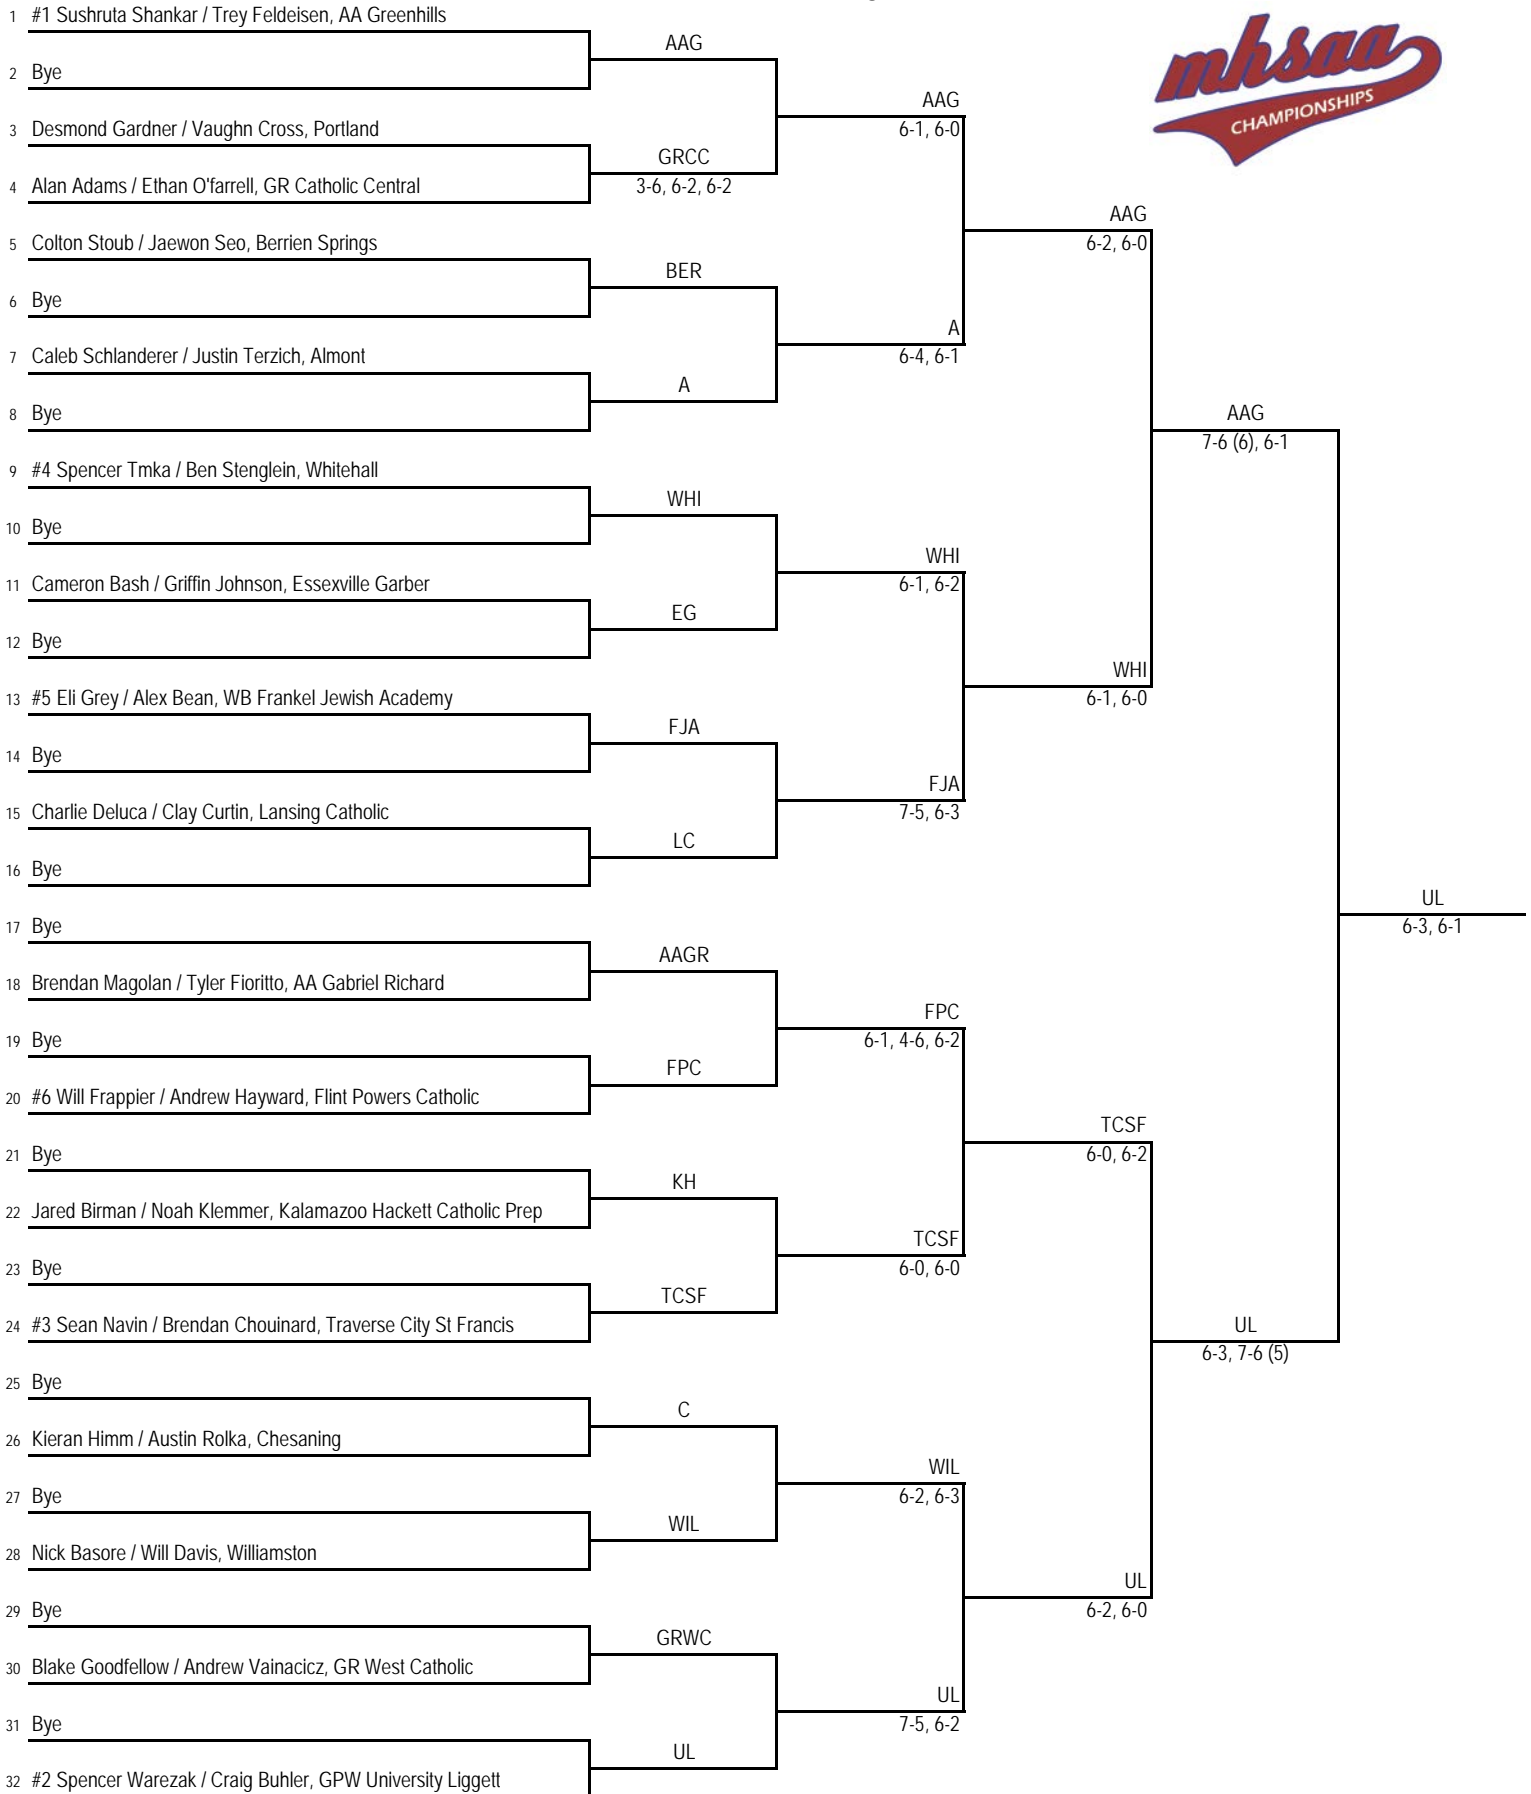 1 #1 Sushruta Shankar / Trey Feldeisen, AA Greenhills
2 Bye
3 Desmond Gardner / Vaughn Cross, Portland
4 Alan Adams / Ethan O'farrell, GR Catholic Central
5 Colton Stoub / Jaewon Seo, Berrien Springs
6 Bye
7 Caleb Schlanderer / Justin Terzich, Almont
8 Bye
9 #4 Spencer Tmka / Ben Stenglein, Whitehall
10 Bye
11 Cameron Bash / Griffin Johnson, Essexville Garber
12 Bye
13 #5 Eli Grey / Alex Bean, WB Frankel Jewish Academy
14 Bye
15 Charlie Deluca / Clay Curtin, Lansing Catholic
16 Bye
17 Bye
18 Brendan Magolan / Tyler Fioritto, AA Gabriel Richard
19 Bye
20 #6 Will Frappier / Andrew Hayward, Flint Powers Catholic
21 Bye
22 Jared Birman / Noah Klemmer, Kalamazoo Hackett Catholic Prep
23 Bye
24 #3 Sean Navin / Brendan Chouinard, Traverse City St Francis
25 Bye
26 Kieran Himm / Austin Rolka, Chesaning
27 Bye
28 Nick Basore / Will Davis, Williamston
29 Bye
30 Blake Goodfellow / Andrew Vainacicz, GR West Catholic
31 Bye
32 #2 Spencer Warezak / Craig Buhler, GPW University Liggett
AAG
GRCC
3-6, 6-2, 6-2
BER
A
WHI
EG
FJA
LC
AAGR
FPC
KH
TCSF
C
WIL
GRWC
UL
AAG
6-1, 6-0
A
6-4, 6-1
WHI
6-1, 6-2
FJA
7-5, 6-3
FPC
6-1, 4-6, 6-2
TCSF
6-0, 6-0
WIL
6-2, 6-3
UL
7-5, 6-2
AAG
6-2, 6-0
WHI
6-1, 6-0
TCSF
6-0, 6-2
UL
6-2, 6-0
AAG
7-6 (6), 6-1
UL
6-3, 7-6 (5)
UL
6-3, 6-1
mhsaa
CHAMPIONSHIPS